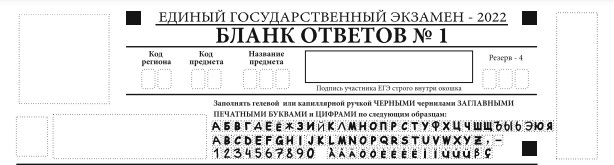 ЕДИНЫЙ ГОСУДАРСТВЕННЫЙ ЭКЗАМЕН - 2022
БЛАНК ОТВЕТОВ № 1
Код региона
Код предмета
Название предмета
Резерв - 4
Подпись участника ЕГЭ строго внутри окошка
Заполнять гелевой или капиллярной ручкой ЧЕРНЫМИ чернилами ЗАГЛАВНЫМИ
ПЕЧАТНЫМИ БУКВАМИ и ЦИФРАМИ по следующим образцам:
АБВГДЕЁЖЗИЙКЛМНОПРСТУФХЦЧШЩЪЫЬЭЮЯ
ABCDEFGHIJKLMNOPQRSTUVWXYZ,-
1234567890